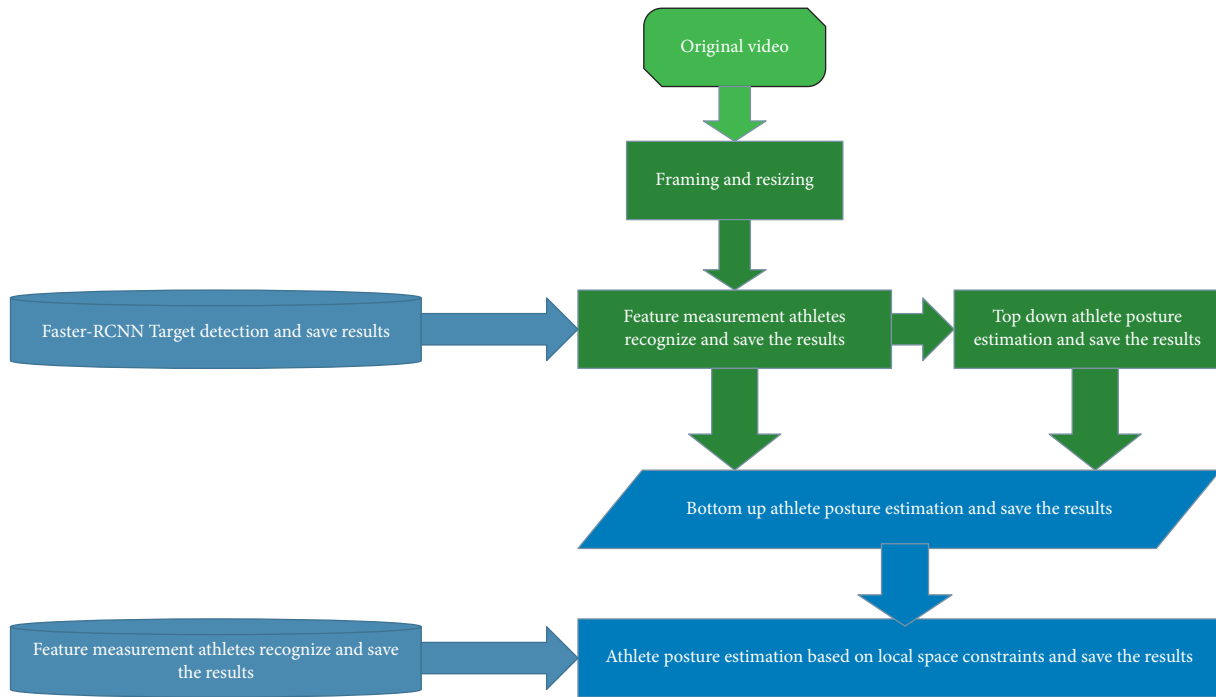 Original video
Framing and resizing
Faster-RCNN Target detection and save results
Feature measurement athletes
recognize and save the results
Top down athlete posture
estimation and save the results
Bottom up athlete posture estimation and save the results
Feature measurement athletes recognize and save
the results
Athlete posture estimation based on local space constraints and save the results